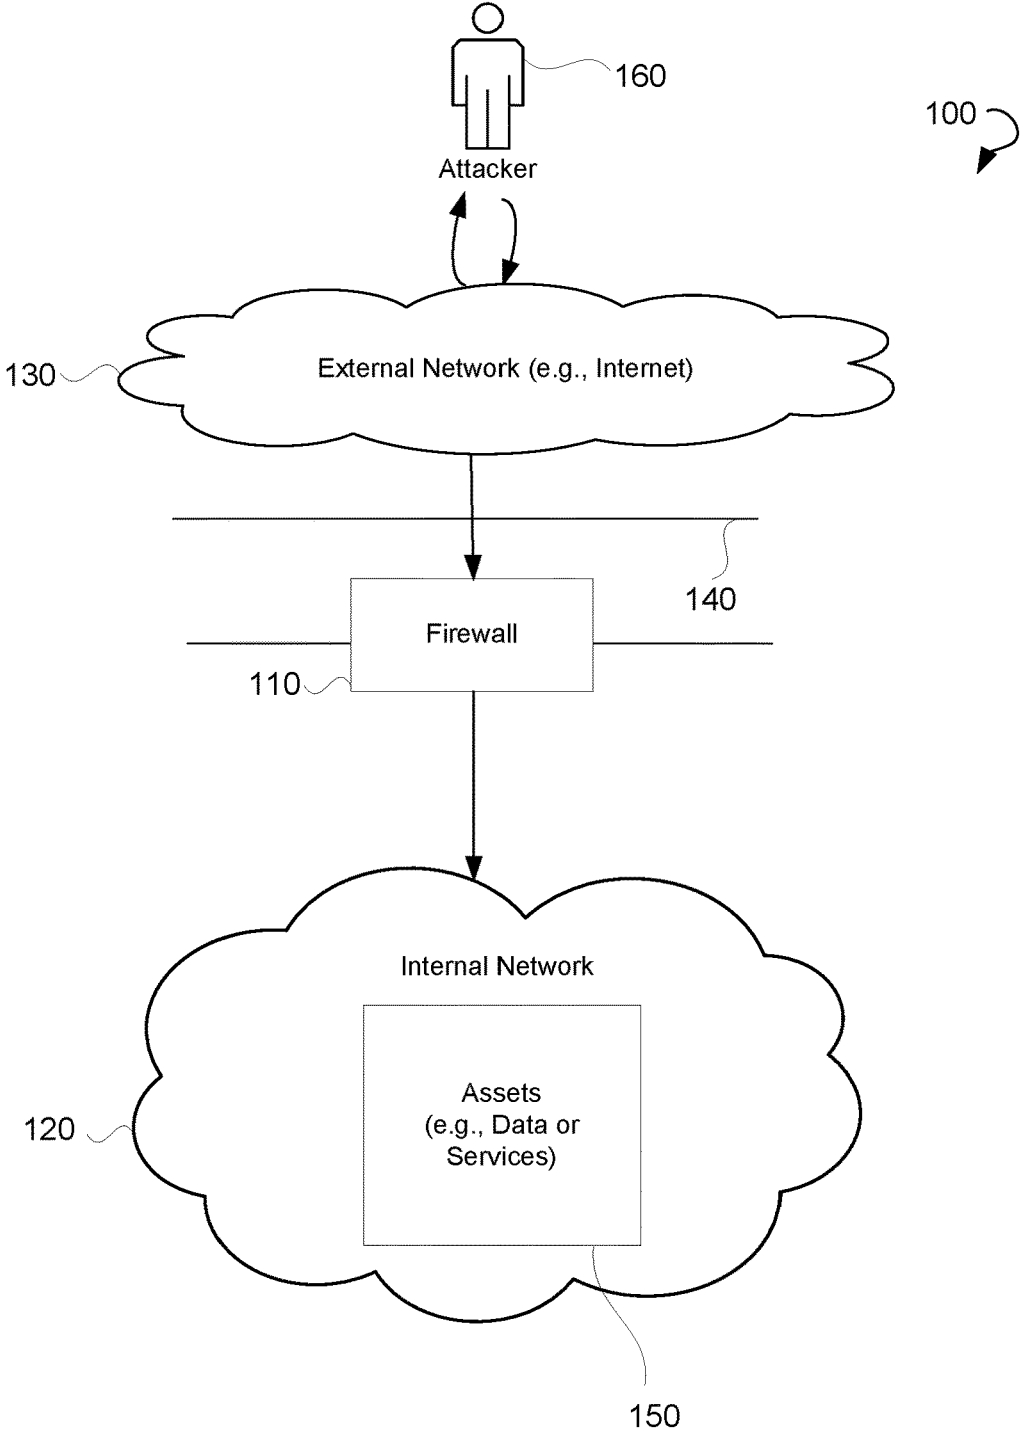 160
100
Attacker
External Network (e.g., Internet)
130
140
Firewall
110
Internal Network
Assets
(e.g., Data or
Services)
120
150